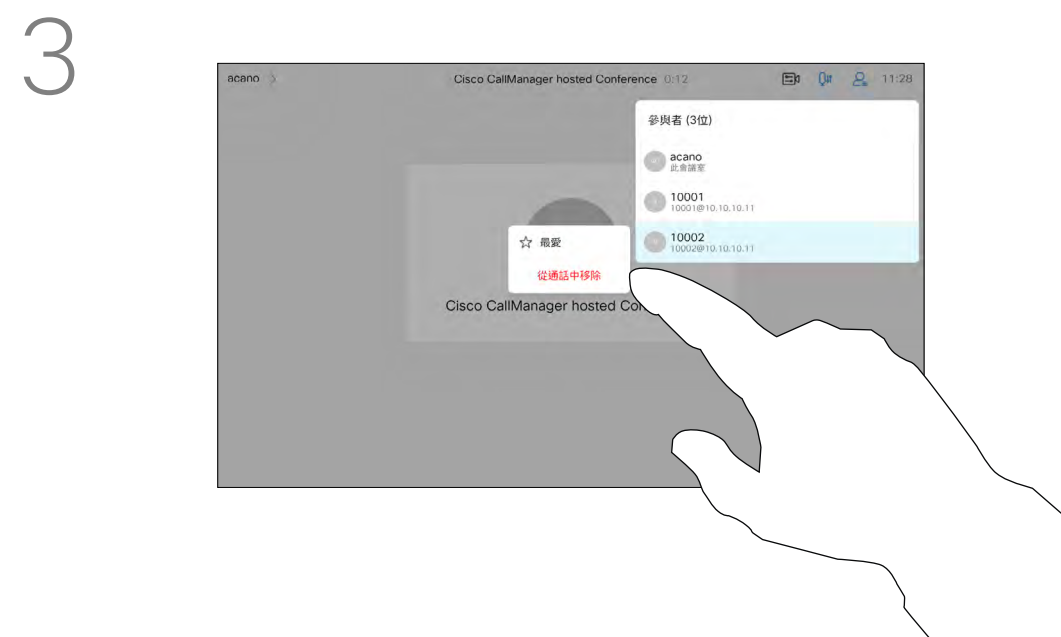 3
acano
Cisco CallManager hosted Conference 0:12
11:28
參與者 (3位)
acano
此會議室
10001
10001@10.10.10.11
10002
10002@10.10.10.11
最愛
從通話中移除
Cisco CallManager hosted Co